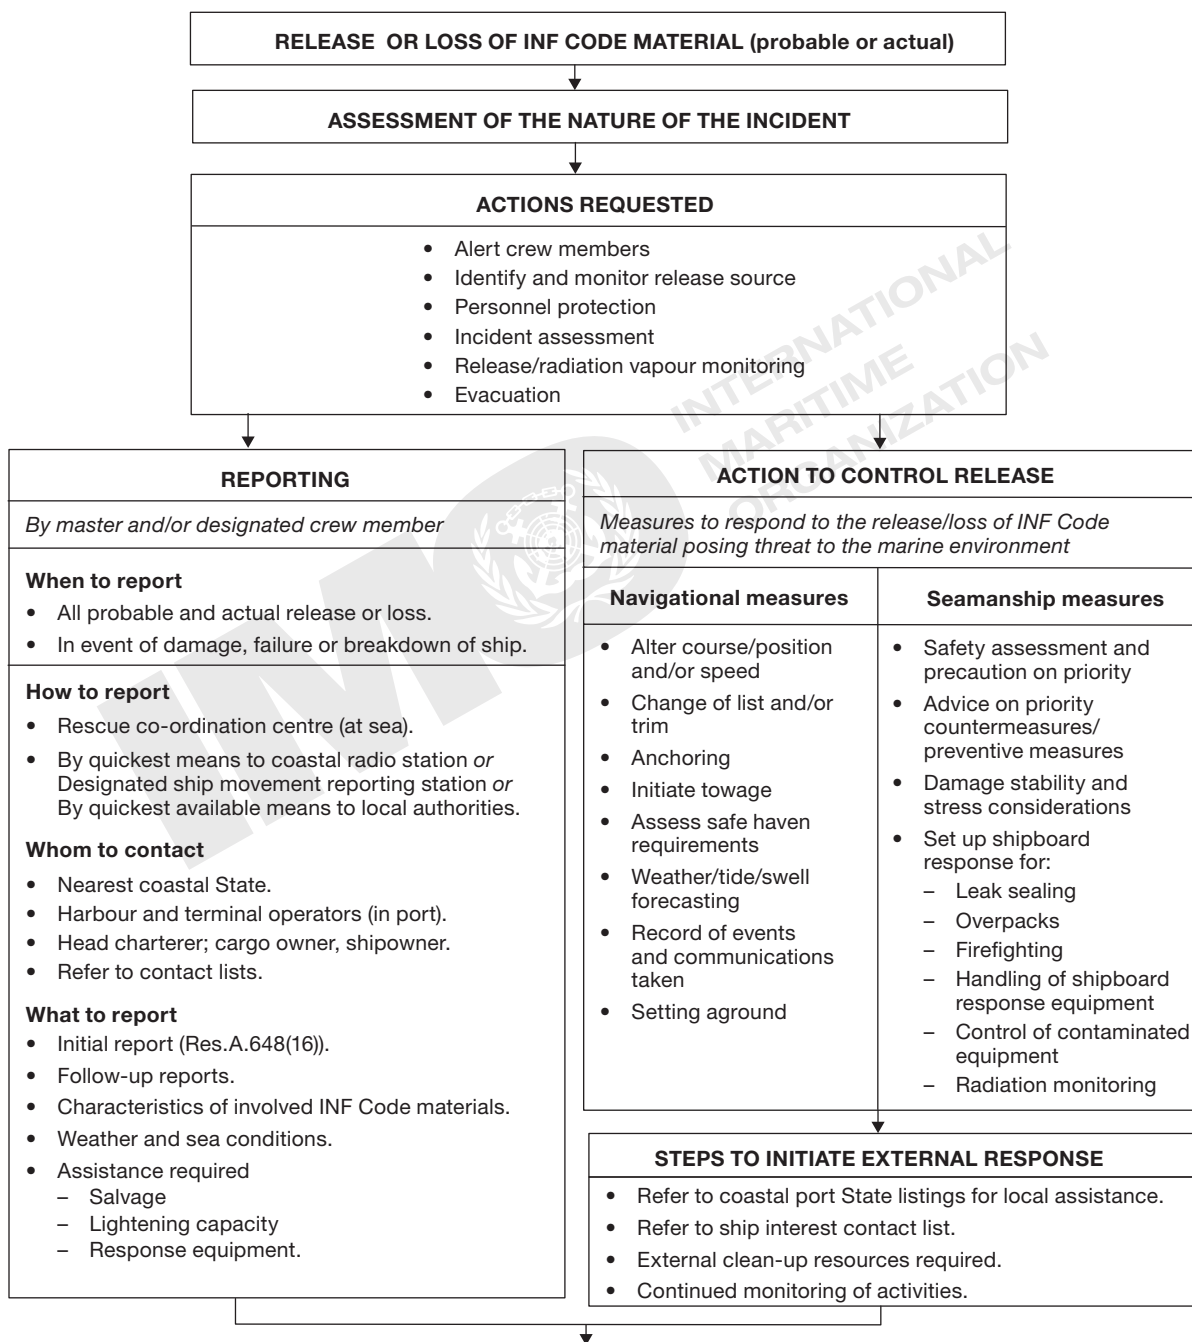 RELEASE OR LOSS OF INF CODE MATERIAL (probable or actual)
ASSESSMENT OF THE NATURE OF THE INCIDENT
ACTIONS REQUESTED
• Alert crew members
• Identify and monitor release source
• Personnel protection
• Incident assessment
• Release/radiation vapour monitoring
• Evacuation
REPORTING
By master and/or designated crew member
When to report
• All probable and actual release or loss.
• In event of damage, failure or breakdown of ship.
How to report
• Rescue co-ordination centre (at sea).
• By quickest means to coastal radio station or
Designated ship movement reporting station or
By quickest available means to local authorities.
Whom to contact
• Nearest coastal State.
• Harbour and terminal operators (in port).
• Head charterer; cargo owner, shipowner.
• Refer to contact lists.
What to report
• Initial report (Res.A.648(16)).
• Follow-up reports.
• Characteristics of involved INF Code materials.
• Weather and sea conditions.
• Assistance required
– Salvage
– Lightening capacity
– Response equipment.
ACTION TO CONTROL RELEASE
Measures to respond to the release/loss of INF Code
material posing threat to the marine environment
Navigational measures
• Alter course/position
and/or speed
• Change of list and/or
trim
• Anchoring
• Initiate towage
• Assess safe haven
requirements
• Weather/tide/swell
forecasting
• Record of events
and communications
taken
• Setting aground
Seamanship measures
• Safety assessment and
precaution on priority
• Advice on priority
countermeasures/
preventive measures
• Damage stability and
stress considerations
• Set up shipboard
response for:
– Leak sealing
– Overpacks
– Firefighting
– Handling of shipboard
response equipment
– Control of contaminated
equipment
– Radiation monitoring
STEPS TO INITIATE EXTERNAL RESPONSE
• Refer to coastal port State listings for local assistance.
• Refer to ship interest contact list.
• External clean-up resources required.
• Continued monitoring of activities.
IMO
INTERNATIONAL
MARITIME
ORGANIZATION